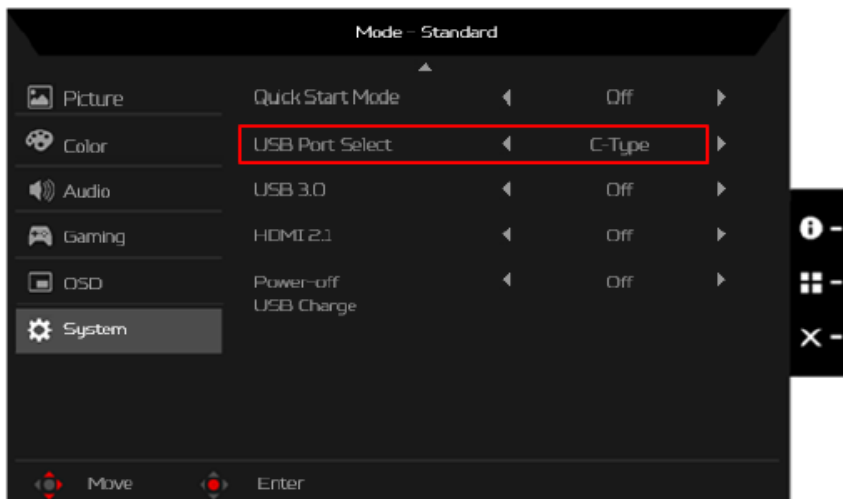 Mode - Standard
Picture
Quick Start Mode Off
Color
USB Port Select C-Type
Audio
USB 3.0 Off
Gaming
HDMI 2.1 Off
OSD
Power-off Off
USB Charge
System
Move Enter